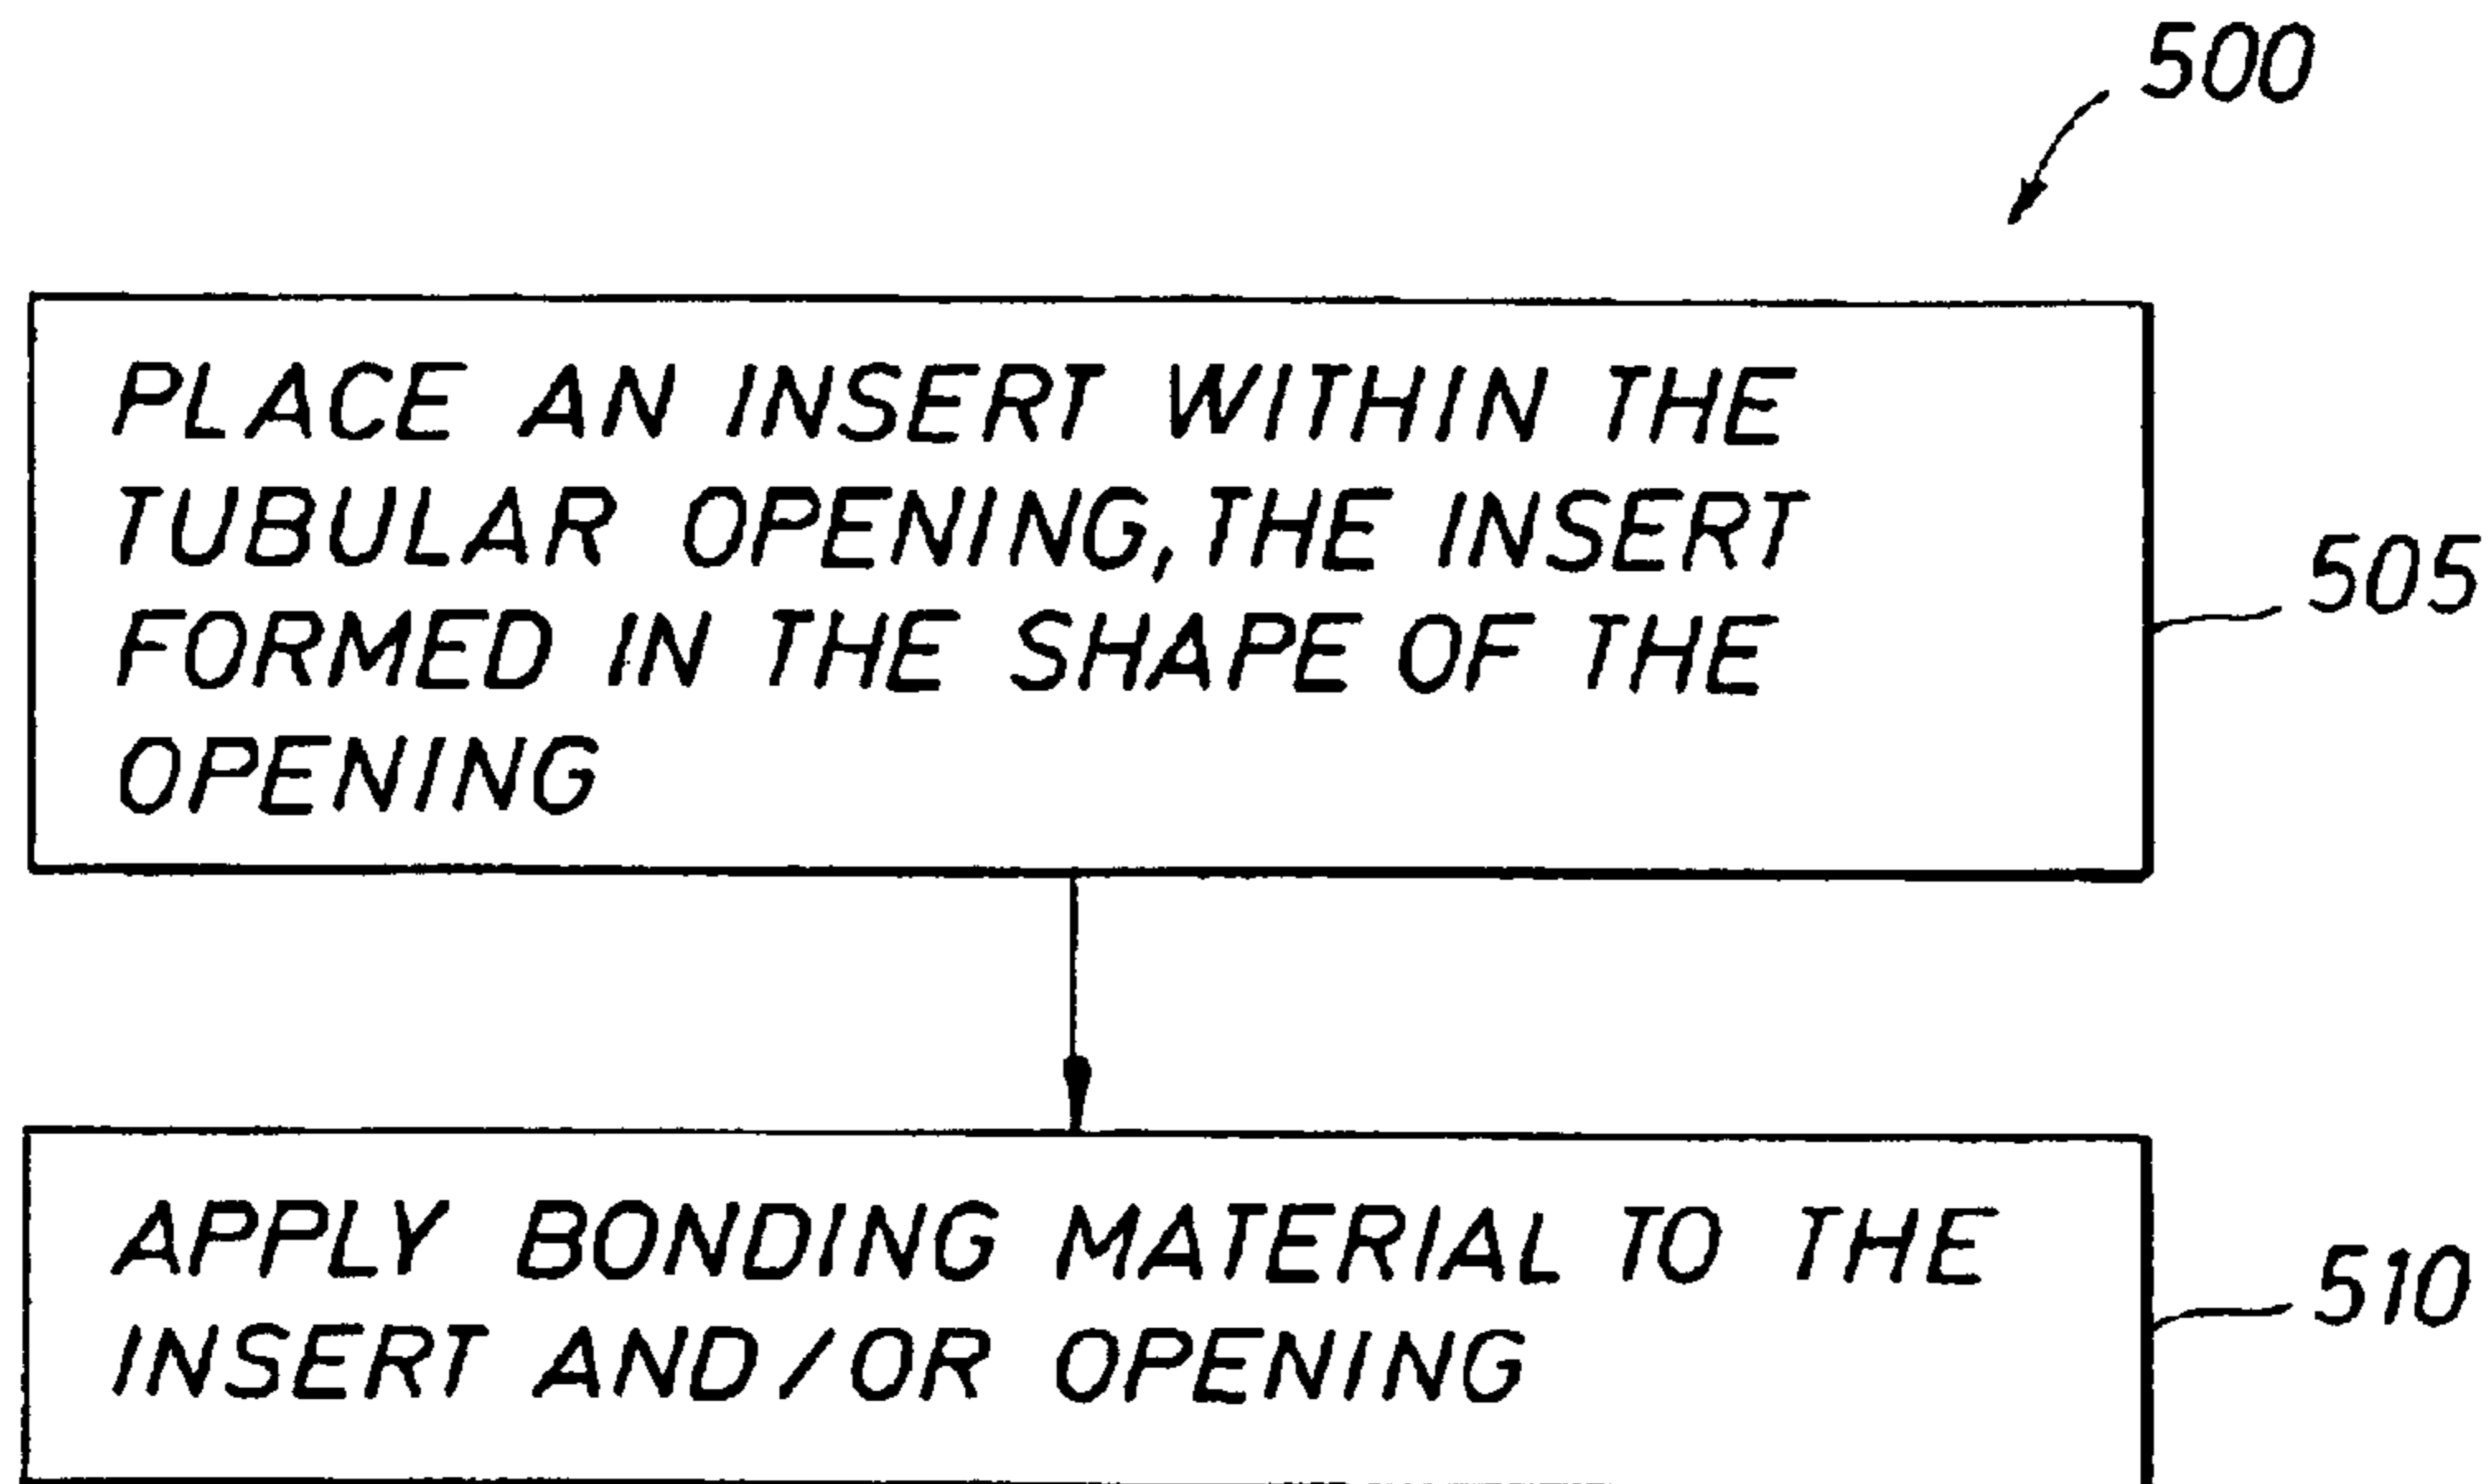 500
PLACE AN INSERT WITHIN THE
TUBULAR OPENING, THE INSERT
FORMED IN THE SHAPE OF THE
OPENING
505
APPLY BONDING MATERIAL TO THE
INSERT AND/OR OPENING
510